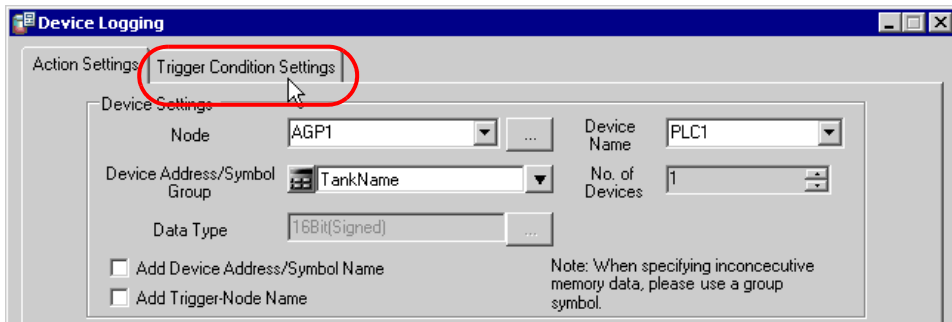 Device Logging
Action Settings
Trigger Condition Settings
Device Settings
Node
AGP1
...
Device
Name
PLC1
Device Address/Symbol
Group
TankName
No. of
Devices
1
Data Type
16Bit(Signed)
...
Add Device Address/Symbol Name
Add Trigger-Node Name
Note: When specifying inconcecutive
memory data, please use a group
symbol.